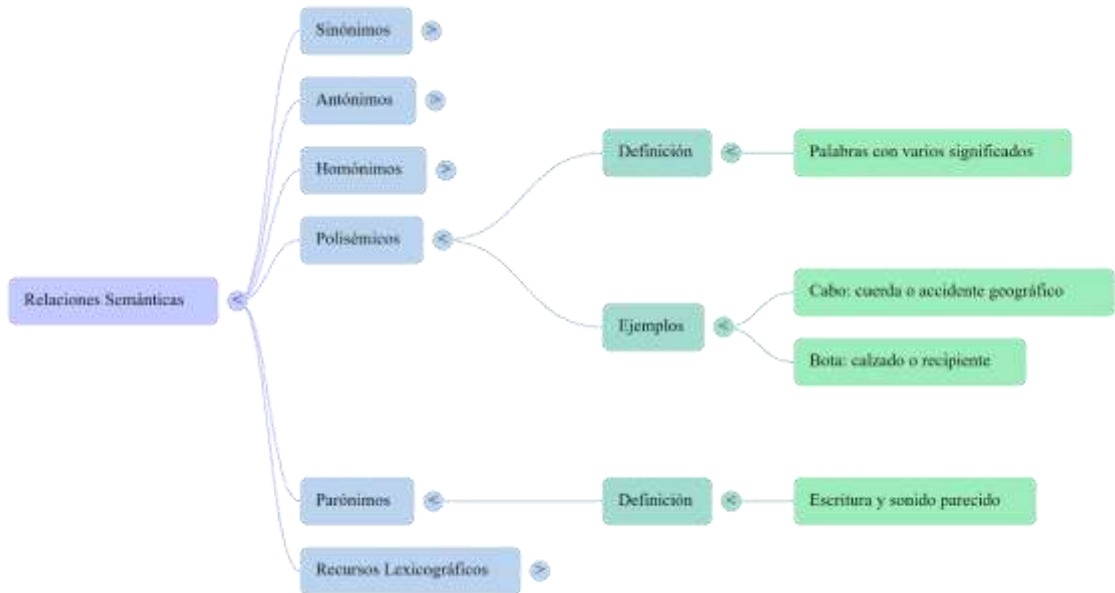 Sinónimos
Antónimos
Homónimos
Polisémicos
Definición
Palabras con varios significados
Ejemplos
Cabo: cuerda o accidente geográfico
Bota: calzado o recipiente
Relaciones Semánticas
Parónimos
Definición
Escritura y sonido parecido
Recursos Lexicográficos